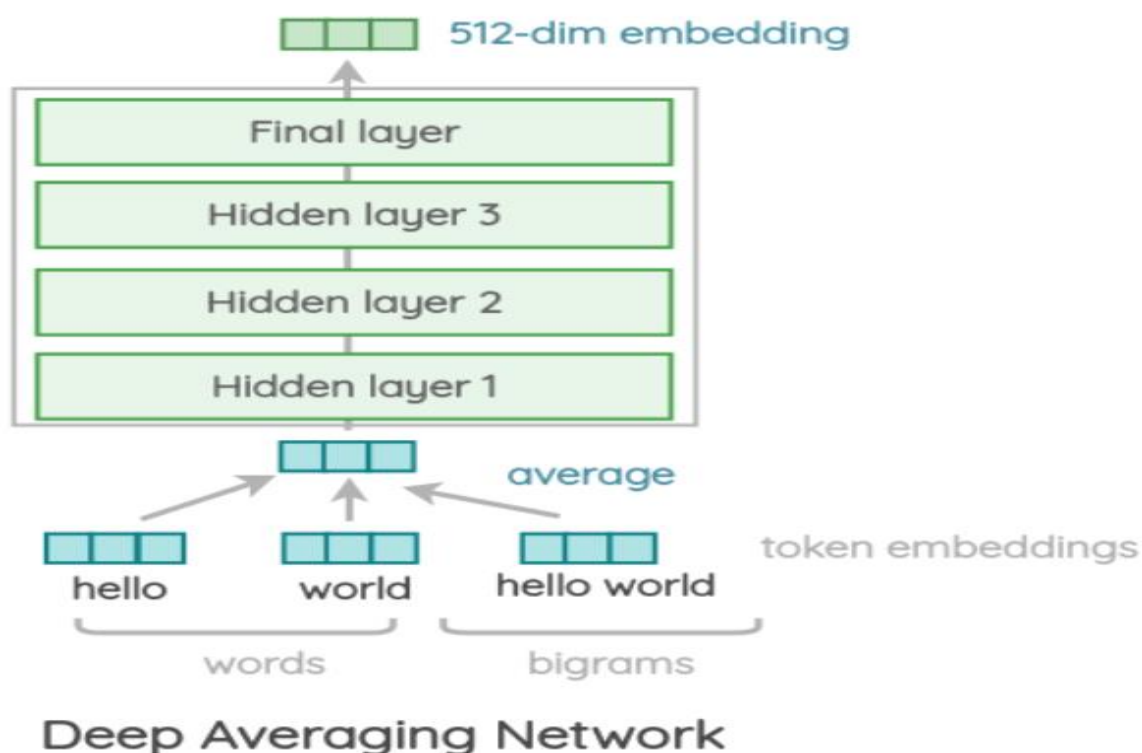 512-dim embedding
Final layer
Hidden layer 3
Hidden layer 2
Hidden layer 1
average
token embeddings
hello world hello world
words bigrams
Deep Averaging Network